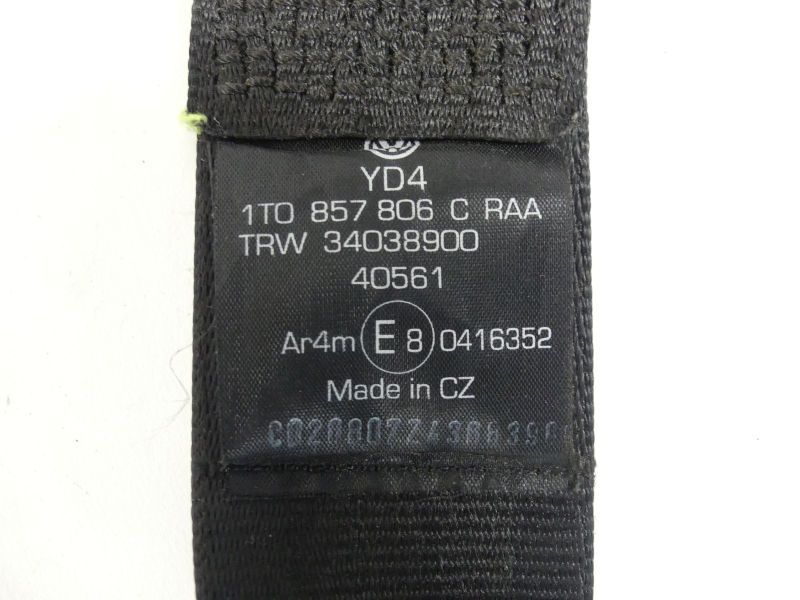 YD4
1T0 857 806 C RAA
TRW 34038900
40561
Ar4m E 8 0416352
Made in CZ